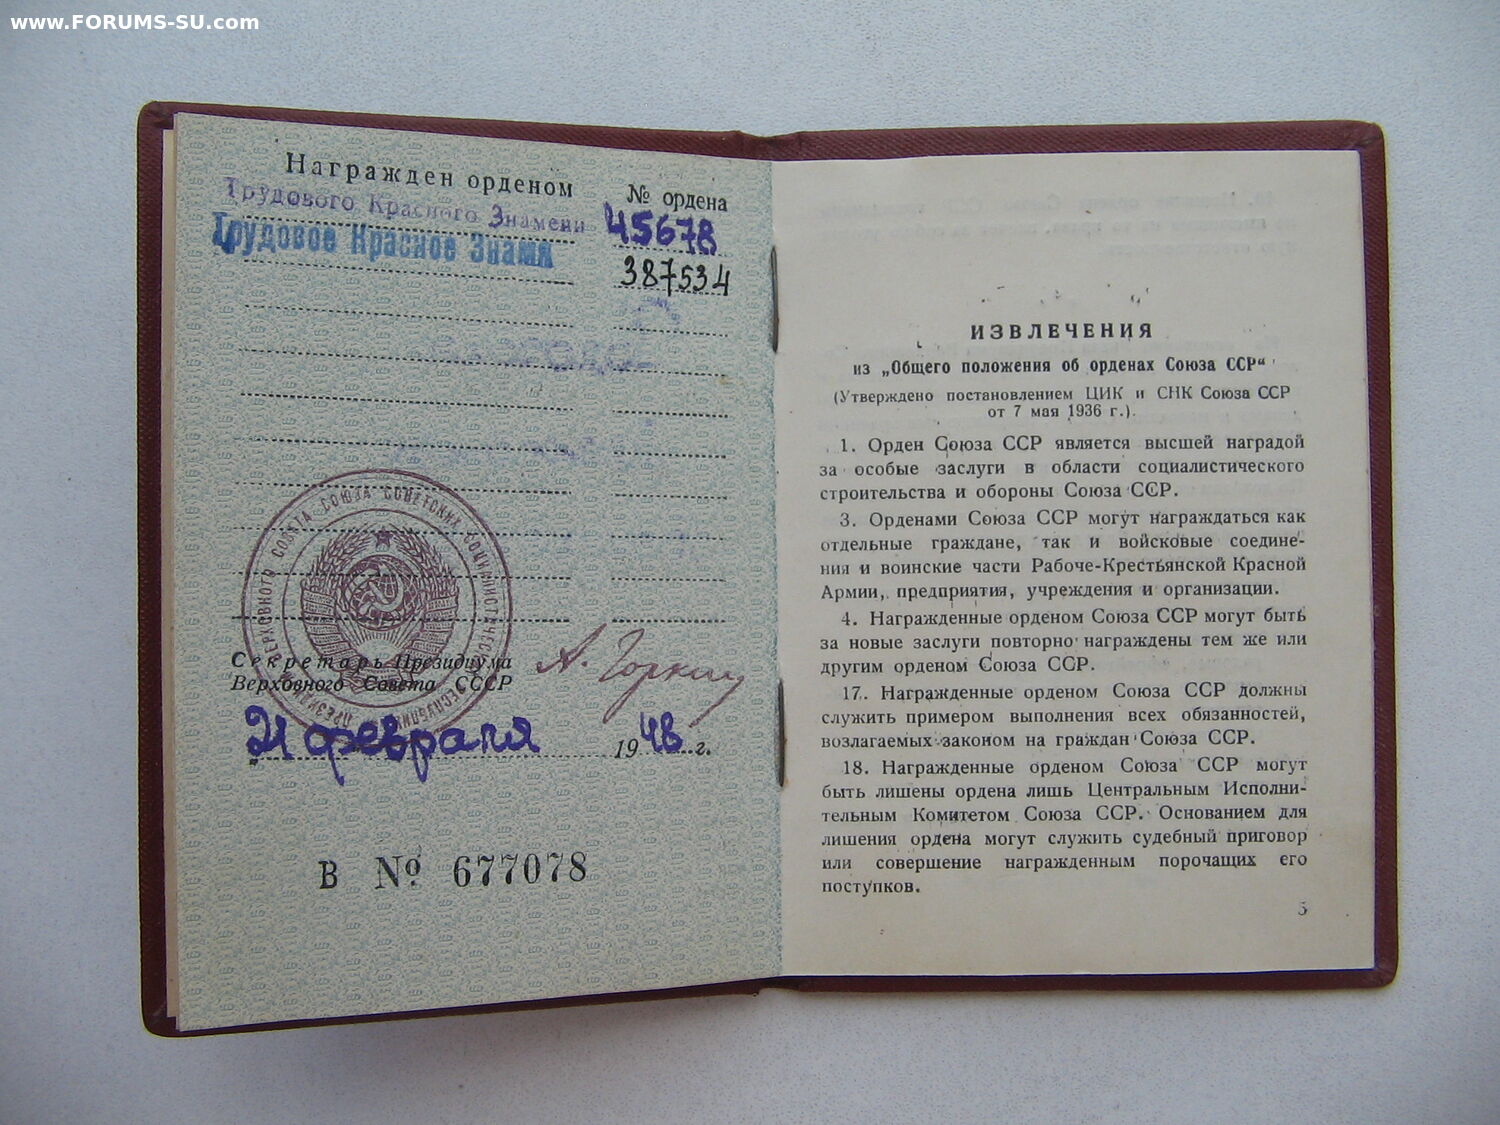 www.FORUMS-SU.com
Награжден орденом
№ ордена
Трудового Красного Знамени
45678
Трудовое Красное Знамя
387534
ВЕРХОВНОГО СОВЕТА СОЮЗА СОВЕТСКИХ СОЦИАЛИСТИЧЕСКИХ
Секретарь Президиума
Верховного Совета СССР
А. Горкин
21 февраля 1948 г.
В № 677078
ИЗВЛЕЧЕНИЯ
из „Общего положения об орденах Союза ССР“
(Утверждено постановлением ЦИК и СНК Союза ССР
от 7 мая 1936 г.).
1. Орден Союза ССР является высшей наградой
за особые заслуги в области социалистического
строительства и обороны Союза ССР.
3. Орденами Союза ССР могут награждаться как
отдельные граждане, так и войсковые соедине-
ния и воинские части Рабоче-Крестьянской Красной
Армии, предприятия, учреждения и организации.
4. Награжденные орденом Союза ССР могут быть
за новые заслуги повторно награждены тем же или
другим орденом Союза ССР.
17. Награжденные орденом Союза ССР должны
служить примером выполнения всех обязанностей,
возлагаемых законом на граждан Союза ССР.
18. Награжденные орденом Союза ССР могут
быть лишены ордена лишь Центральным Исполни-
тельным Комитетом Союза ССР. Основанием для
лишения ордена могут служить судебный приговор
или совершение награжденным порочащих его
поступков.
5